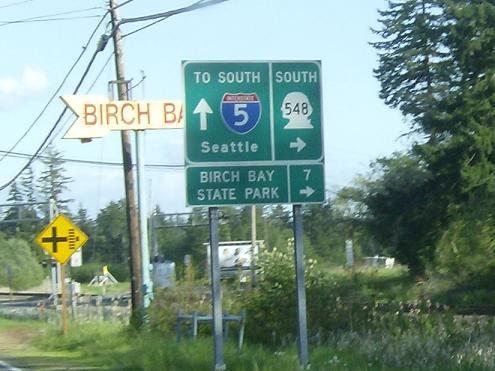 TO SOUTH
INTERSTATE
5
Seattle
SOUTH
548
BIRCH BAY
STATE PARK
7
BIRCH BA